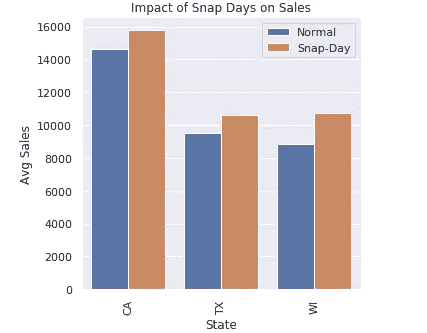 Impact of Snap Days on Sales
Normal
Snap-Day
16000
14000
12000
10000
8000
6000
4000
2000
0
Avg Sales
CA
TX
WI
State